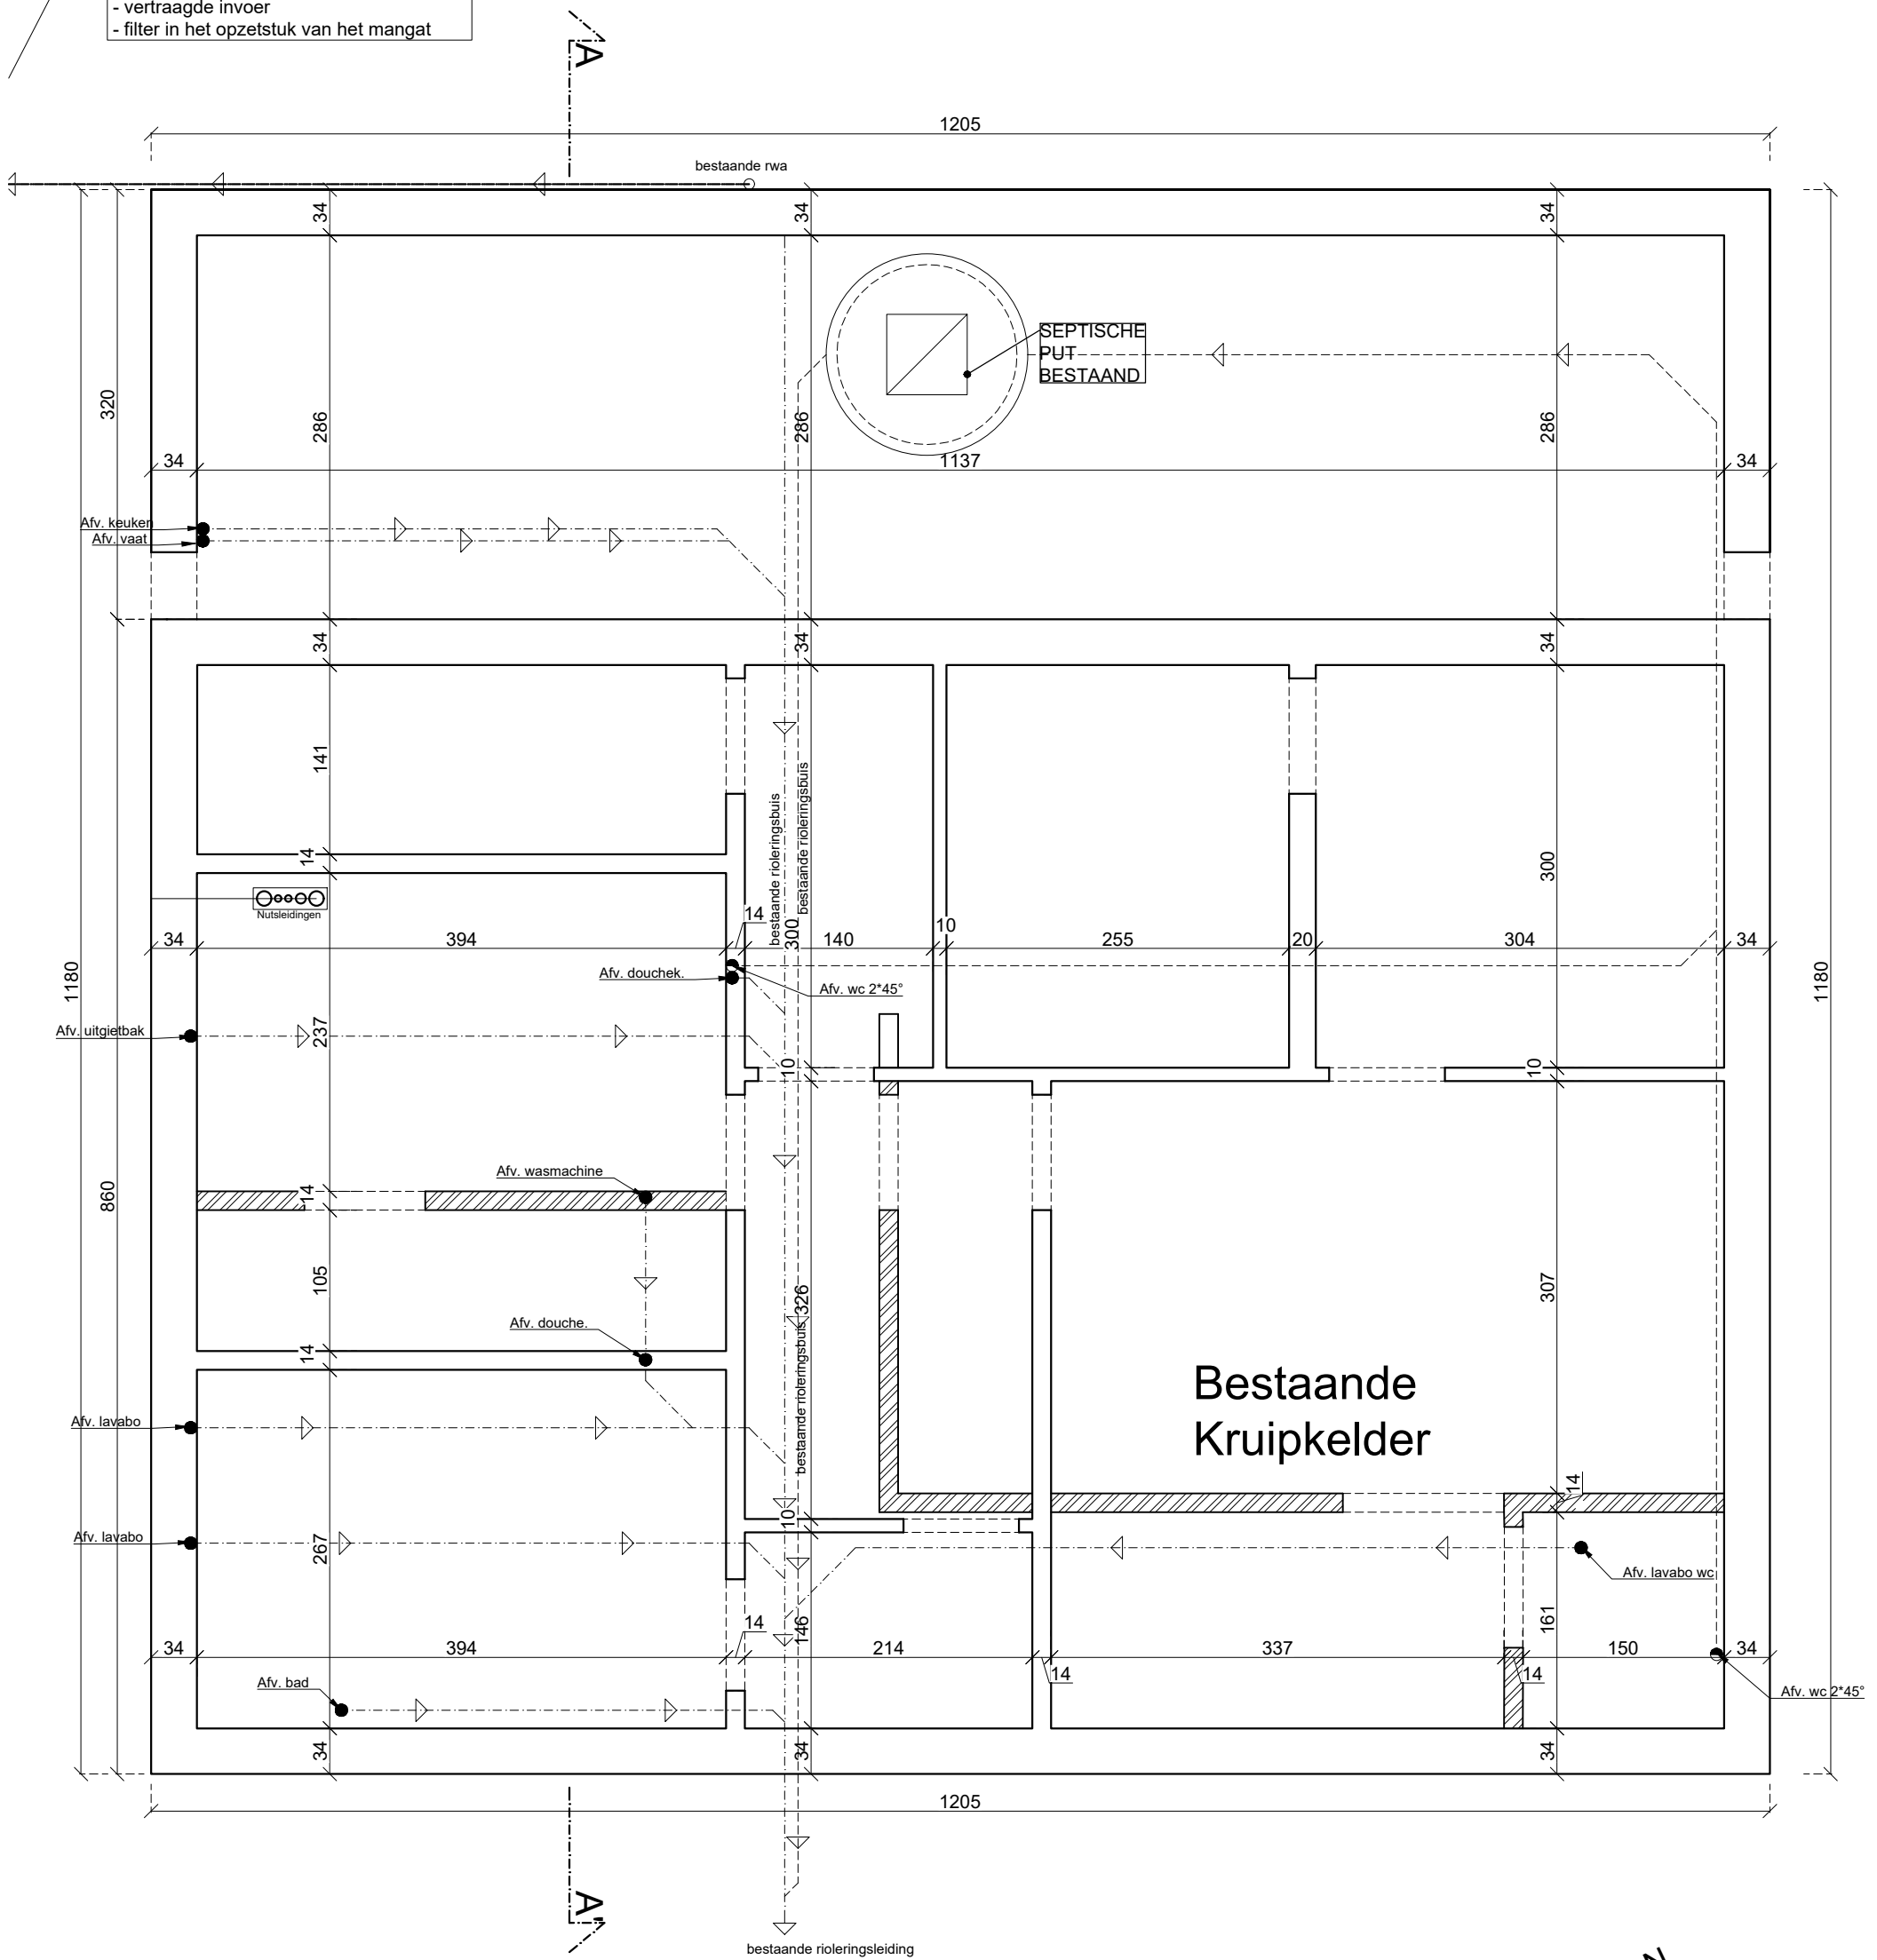 - vertraagde invoer
- filter in het opzetstuk van het mangat
A
1205
bestaande rwa
34
34
34
SEPTISCHE
PUT
BESTAAND
320
286
286
286
34
1137
34
Afv. keuken
Afv. vaat
34
34
34
141
bestaande rioleringsbuis
bestaande rioleringsbuis
14
300
Nutsleidingen
14
10
300
34
394
140
255
20
304
34
1180
1180
Afv. douchek.
Afv. wc 2*45°
Afv. uitgietbak
237
10
10
Afv. wasmachine
14
860
105
326
307
Afv. douche.
bestaande rioleringsbuis
14
Bestaande
Kruipkelder
Afv. lavabo
14
10
Afv. lavabo
267
Afv. lavabo wc
146
161
14
34
394
214
337
150
34
14
14
Afv. bad
Afv. wc 2*45°
34
34
34
1205
A'
bestaande rioleringsleiding